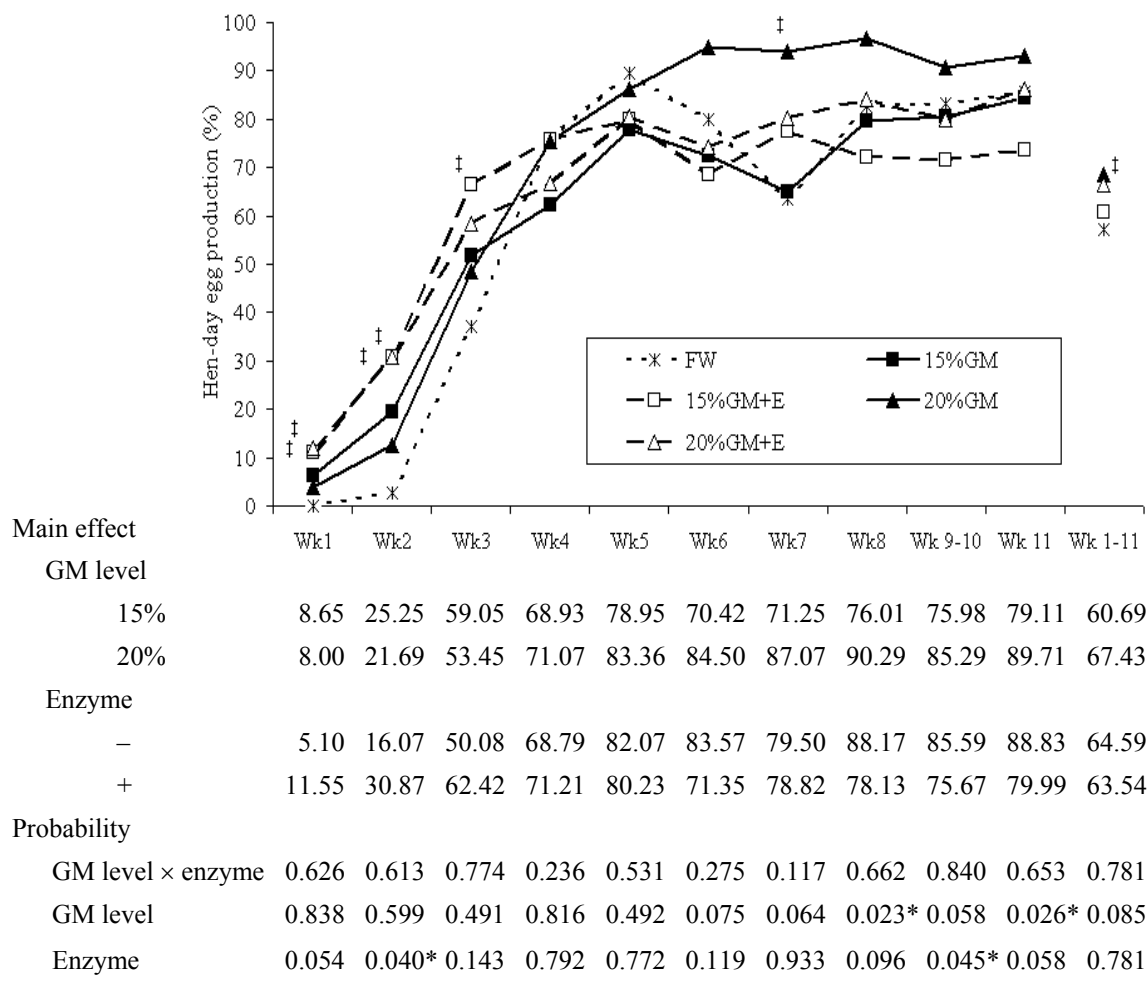 Hen-day egg production (%)
100
90
80
70
60
50
40
30
20
10
0
‡
‡
‡
‡
‡
‡
‡
‡
FW
15%GM
15%GM+E
20%GM
20%GM+E
Main effect
Wk1 Wk2 Wk3 Wk4 Wk5 Wk6 Wk7 Wk8 Wk 9-10 Wk 11 Wk 1-11
GM level
15% 8.65 25.25 59.05 68.93 78.95 70.42 71.25 76.01 75.98 79.11 60.69
20% 8.00 21.69 53.45 71.07 83.36 84.50 87.07 90.29 85.29 89.71 67.43
Enzyme
– 5.10 16.07 50.08 68.79 82.07 83.57 79.50 88.17 85.59 88.83 64.59
+ 11.55 30.87 62.42 71.21 80.23 71.35 78.82 78.13 75.67 79.99 63.54
Probability
GM level × enzyme 0.626 0.613 0.774 0.236 0.531 0.275 0.117 0.662 0.840 0.653 0.781
GM level 0.838 0.599 0.491 0.816 0.492 0.075 0.064 0.023* 0.058 0.026* 0.085
Enzyme 0.054 0.040* 0.143 0.792 0.772 0.119 0.933 0.096 0.045* 0.058 0.781